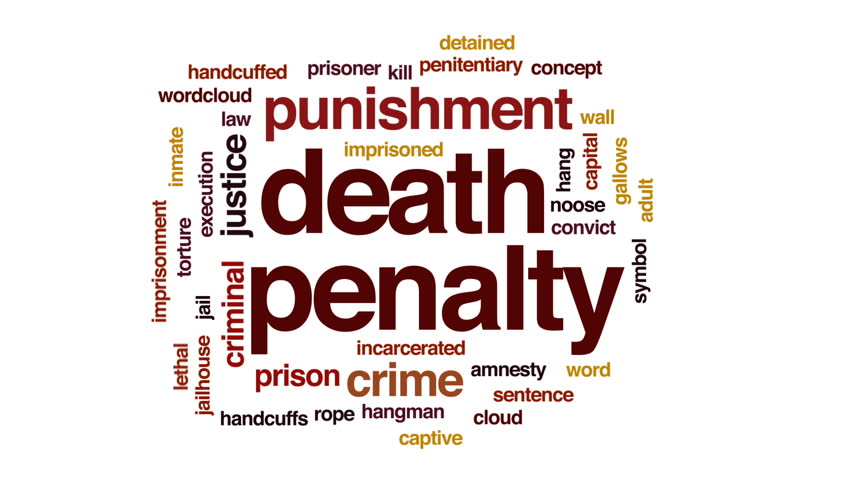 detained
handcuffed
prisoner
kill
penitentiary
concept
wordcloud
law
punishment
wall
inmate
execution
justice
imprisoned
hang
capital
gallows
adult
death
noose
convict
imprisonment
torture
jail
criminal
penalty
symbol
lethal
jailhouse
incarcerated
prison
crime
amnesty
word
sentence
handcuffs
rope
hangman
cloud
captive